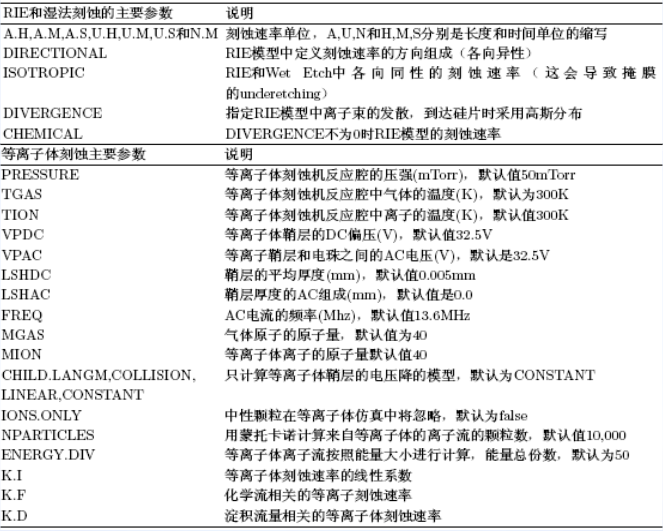 RIE和湿法刻蚀的主要参数 说明
A.H,A.M,A.S,U.H,U.M,U.S和N.M 刻蚀速率单位，A,U,N和H,M,S分别是长度和时间单位的缩写
DIRECTIONAL RIE模型中定义刻蚀速率的方向组成（各向异性）
ISOTROPIC RIE和Wet Etch中各向同性的刻蚀速率（这会导致掩膜
的underetching）
DIVERGENCE 指定RIE模型中离子束的发散，到达硅片时采用高斯分布
CHEMICAL DIVERGENCE不为0时RIE模型的刻蚀速率
等离子体刻蚀主要参数 说明
PRESSURE 等离子体刻蚀机反应腔的压强(mTorr)，默认值50mTorr
TGAS 等离子体刻蚀机反应腔中气体的温度(K)，默认为300K
TION 等离子体刻蚀机反应腔中离子的温度(K)，默认值300K
VPDC 等离子体鞘层的DC偏压(V)，默认值32.5V
VPAC 等离子鞘层和电珠之间的AC电压(V)，默认是32.5V
LSHDC 鞘层的平均厚度(mm)，默认值0.005mm
LSHAC 鞘层厚度的AC组成(mm)，默认值是0.0
FREQ AC电流的频率(Mhz)，默认值13.6MHz
MGAS 气体原子的原子量，默认值为40
MION 等离子体离子的原子量默认值40
CHILD.LANGM,COLLISION, 只计算等离子体鞘层的电压降的模型，默认为CONSTANT
LINEAR,CONSTANT
IONS.ONLY 中性颗粒在等离子体仿真中将忽略，默认为false
NPARTICLES 用蒙托卡诺计算来自等离子体的离子流的颗粒数，默认值10,000
ENERGY.DIV 等离子体离子流按照能量大小进行计算，能量总份数，默认为50
K.I 等离子体刻蚀速率的线性系数
K.F 化学流相关的等离子刻蚀速率
K.D 淀积流量相关的等离子体刻蚀速率